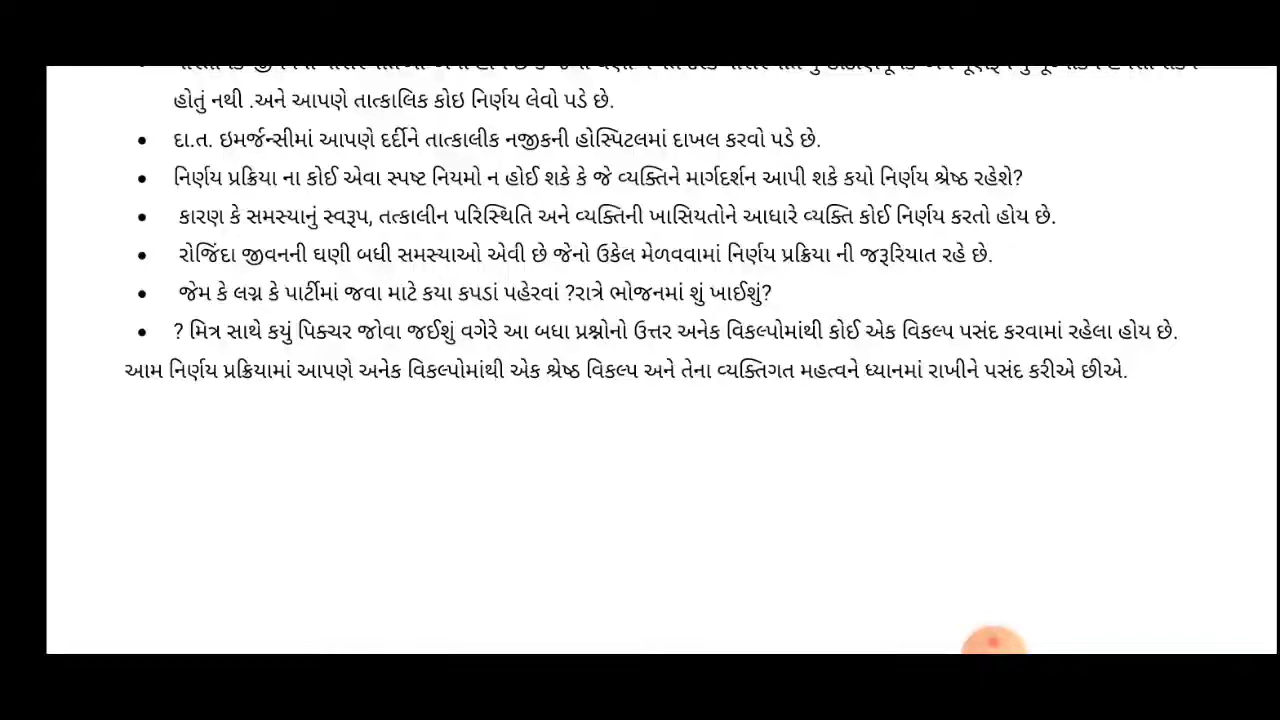 હોતું નથી .અને આપણે તાત્કાલિક કોઇ નિર્ણય લેવો પડે છે.
• દા.ત. ઇમર્જન્સીમાં આપણે દર્દીને તાત્કાલીક નજીકની હોસ્પિટલમાં દાખલ કરવો પડે છે.
• નિર્ણય પ્રક્રિયા ના કોઈ એવા સ્પષ્ટ નિયમો ન હોઈ શકે કે જે વ્યક્તિને માર્ગદર્શન આપી શકે કયો નિર્ણય શ્રેષ્ઠ રહેશે?
• કારણ કે સમસ્યાનું સ્વરૂપ, તત્કાલીન પરિસ્થિતિ અને વ્યક્તિની ખાસિયતોને આધારે વ્યક્તિ કોઈ નિર્ણય કરતો હોય છે.
• રોજિંદા જીવનની ઘણી બધી સમસ્યાઓ એવી છે જેનો ઉકેલ મેળવવામાં નિર્ણય પ્રક્રિયા ની જરૂરિયાત રહે છે.
• જેમ કે લગ્ન કે પાર્ટીમાં જવા માટે કયા કપડાં પહેરવાં ?રાત્રે ભોજનમાં શું ખાઈશું?
• ? મિત્ર સાથે કયું પિક્ચર જોવા જઈશું વગેરે આ બધા પ્રશ્નોનો ઉત્તર અનેક વિકલ્પોમાંથી કોઈ એક વિકલ્પ પસંદ કરવામાં રહેલા હોય છે.
આમ નિર્ણય પ્રક્રિયામાં આપણે અનેક વિકલ્પોમાંથી એક શ્રેષ્ઠ વિકલ્પ અને તેના વ્યક્તિગત મહત્વને ધ્યાનમાં રાખીને પસંદ કરીએ છીએ.